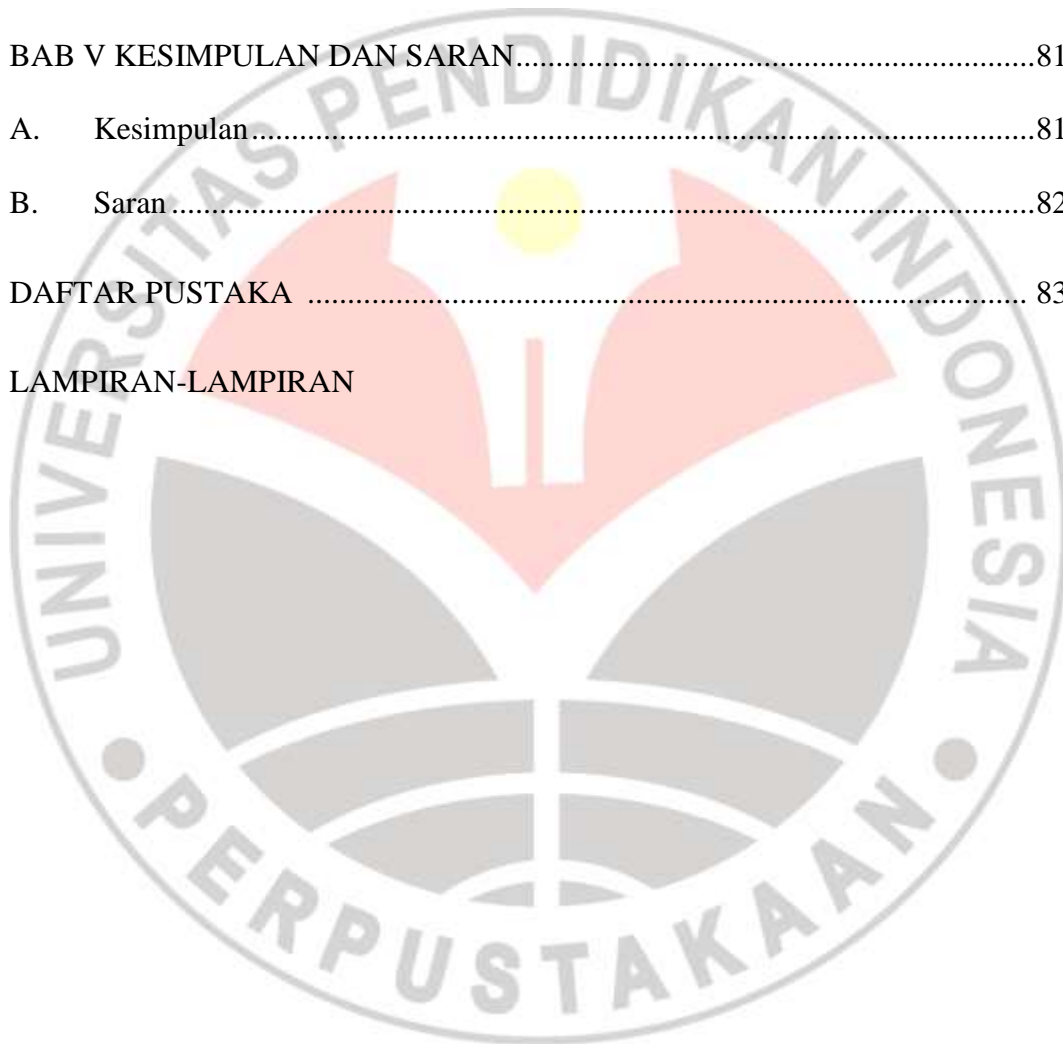 BAB V KESIMPULAN DAN SARAN................................................................81
A. Kesimpulan................................................................................................81
B. Saran..........................................................................................................82
DAFTAR PUSTAKA ......................................................................................... 83
LAMPIRAN-LAMPIRAN
UNIVERSITAS PENDIDIKAN INDONESIA
PERPUSTAKAAN